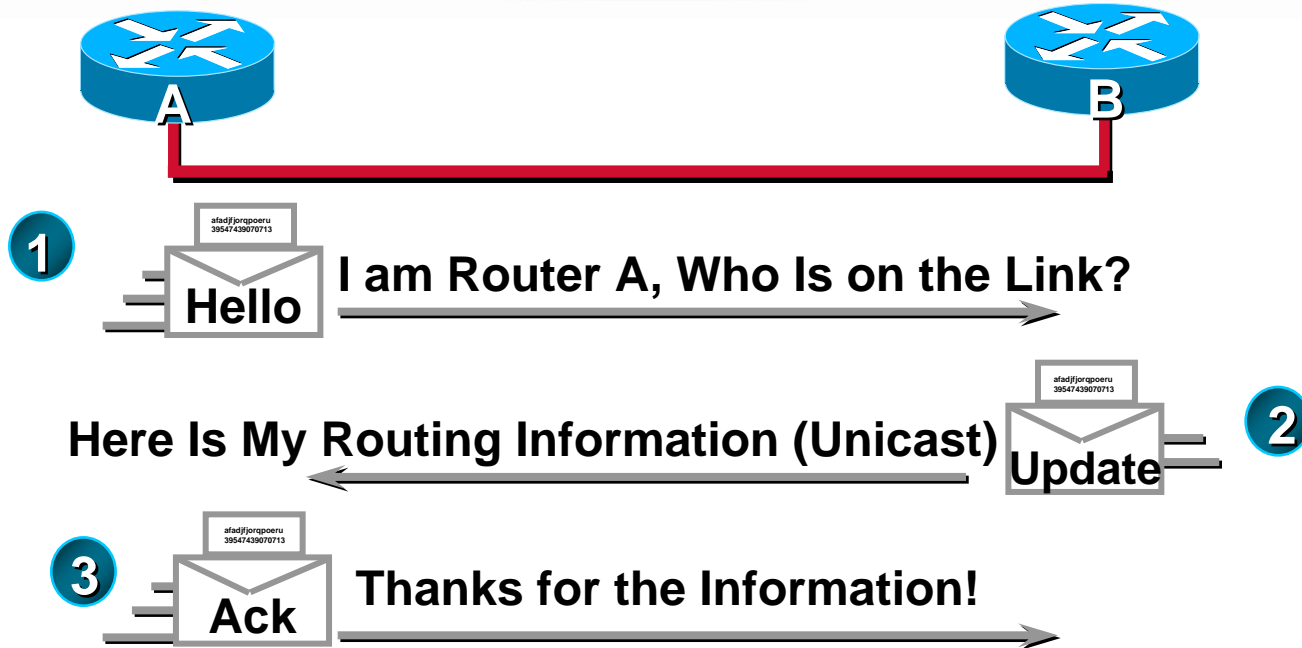 A
B
1
afadjfjorqpoeru
39547439070713
Hello
I am Router A, Who Is on the Link?
Here Is My Routing Information (Unicast)
afadjfjorqpoeru
39547439070713
Update
2
3
afadjfjorqpoeru
39547439070713
Ack
Thanks for the Information!